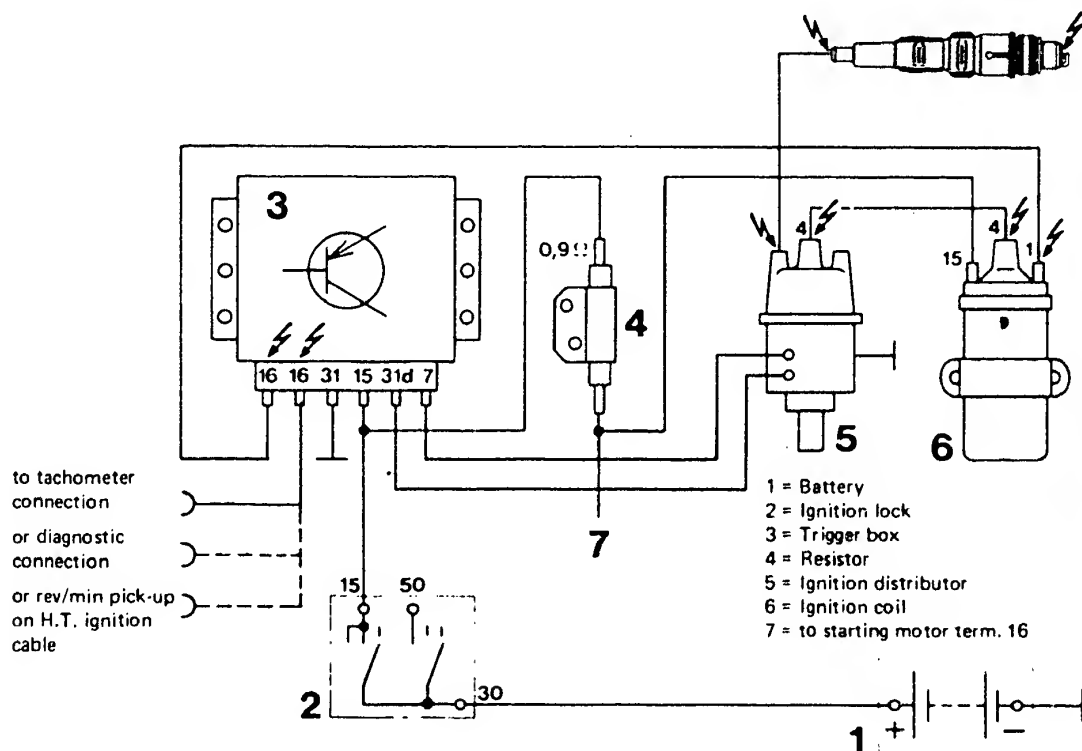 3
0,9 Ω
4
4
4
15
1
16 16 31 15 31d 7
5
6
7
to tachometer
connection
or diagnostic
connection
or rev/min pick-up
on H.T. ignition
cable
1 = Battery
2 = Ignition lock
3 = Trigger box
4 = Resistor
5 = Ignition distributor
6 = Ignition coil
7 = to starting motor term. 16
15 50
2
30
1
+ −